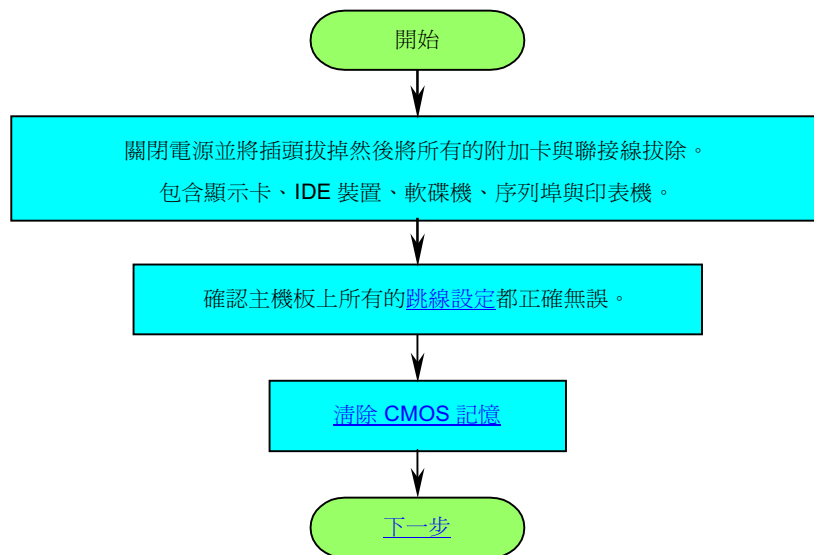 開始
關閉電源並將插頭拔掉然後將所有的附加卡與聯接線拔除。
包含顯示卡、IDE 裝置、軟碟機、序列埠與印表機。
確認主機板上所有的跳線設定都正確無誤。
清除 CMOS 記憶
下一步